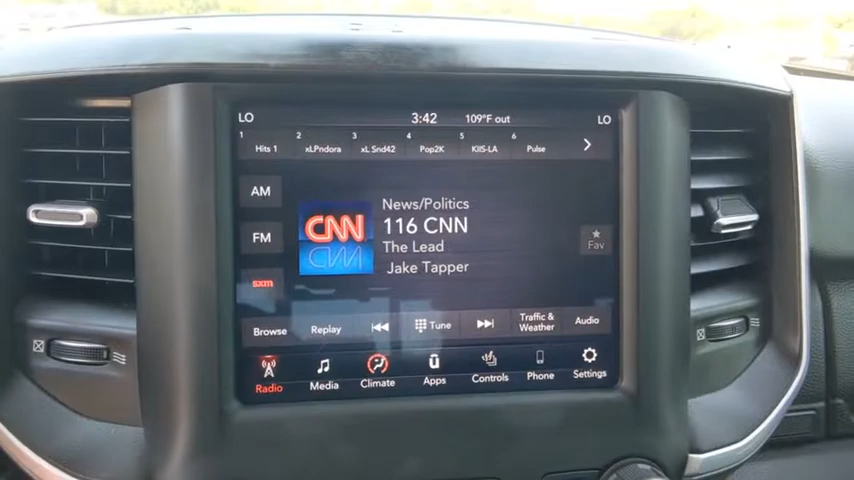 LO 3:42 109°F out LO
1 Hits 1 2 xLPndora 3 xL Snd42 4 Pop2K 5 KIIS-LA 6 Pulse
AM
FM
sxm
CNN
News/Politics
116 CNN
The Lead
Jake Tapper
Fav
Browse Replay Tune Traffic & Weather Audio
Radio Media Climate Apps Controls Phone Settings